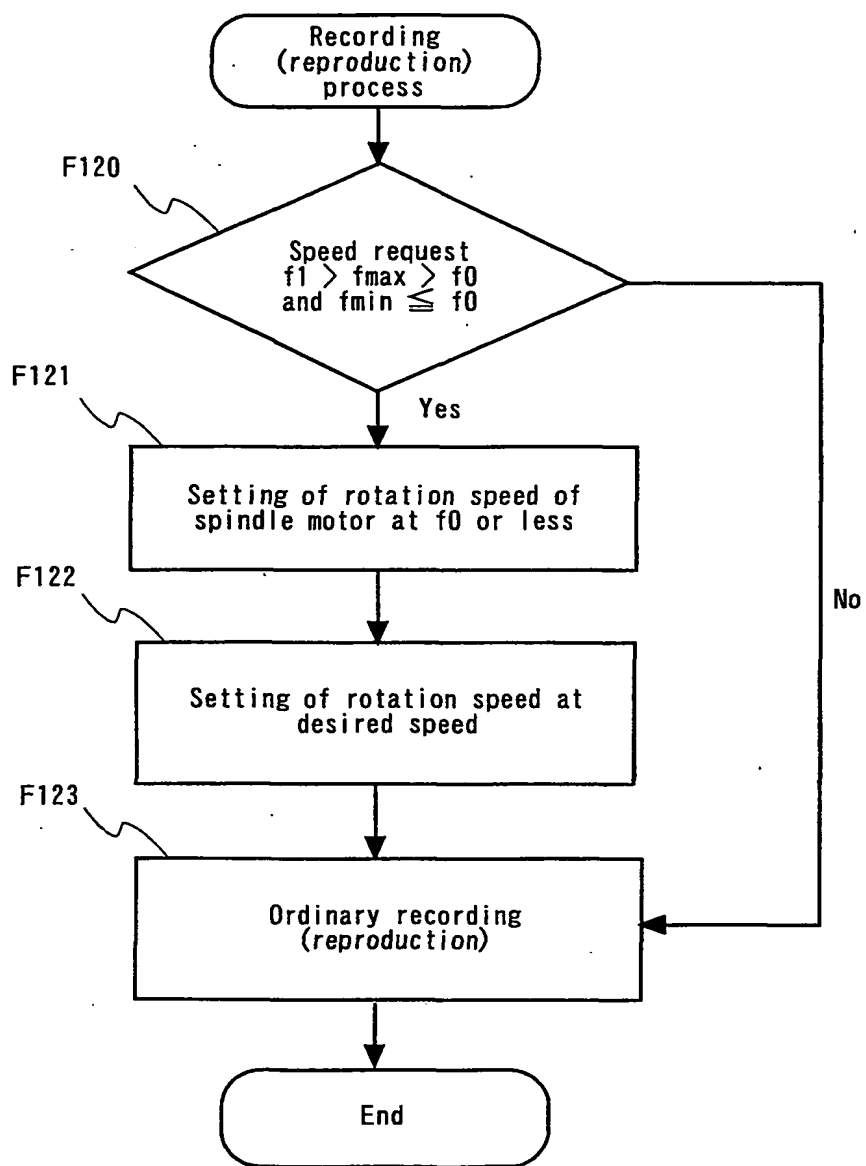 Recording
(reproduction)
process
F120
Speed request
f1 > fmax > f0
and fmin ≦ f0
Yes
F121
Setting of rotation speed of
spindle motor at f0 or less
F122
No
Setting of rotation speed at
desired speed
F123
Ordinary recording
(reproduction)
End